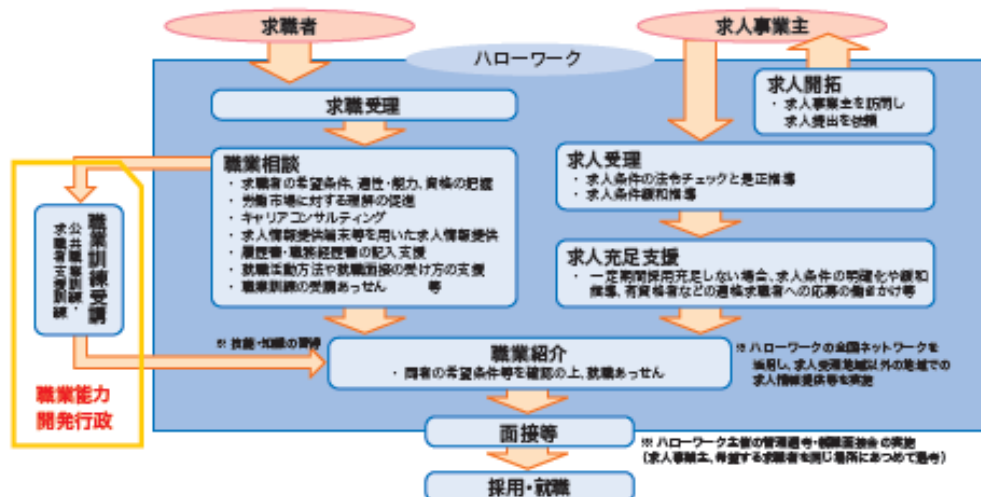 求職者
求人事業主
ハローワーク
求人開拓
・ 求人事業主を訪問し
求人提出を依頼
求職受理
職業相談
・ 求職者の希望条件、適性・能力、資格の把握
・ 労働市場に対する理解の促進
・ キャリアコンサルティング
・ 求人情報提供端末等を用いた求人情報提供
・ 履歴書・職務経歴書の記入支援
・ 就職活動方法や就職面接の受け方の支援
・ 職業訓練の受講あっせん 等
求人受理
・ 求人条件の法令チェックと是正指導
・ 求人条件緩和指導
求人充足支援
・ 一定期間採用充足しない場合、求人条件の明確化や緩和
指導、有資格者などの適格求職者への応募の働きかけ等
職業訓練受講
公共職業訓練・
求職者支援訓練
※ 技能・知識の習得
職業能力
開発行政
職業紹介
・ 両者の希望条件等を確認の上、就職あっせん
※ ハローワークの全国ネットワークを
活用し、求人受理地域以外の地域での
求人情報提供等を実施
面接等
※ ハローワーク主催の管理選考・就職面接会の実施
（求人事業主、希望する求職者を同じ場所にあつめて選考）
採用・就職